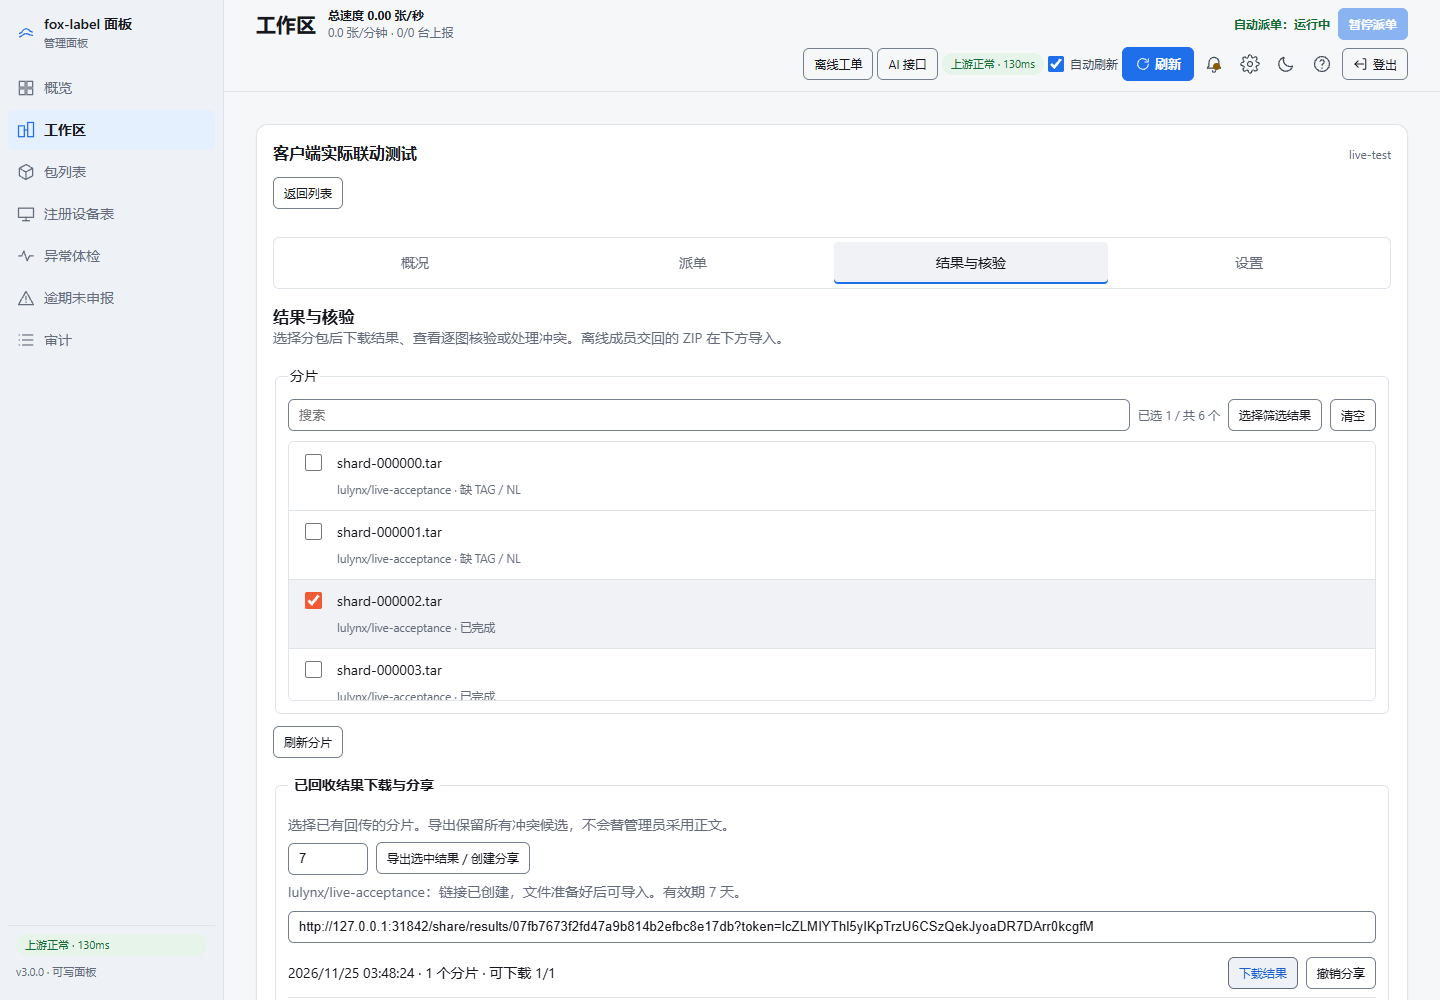 fox-label 面板
管理面板
概览
工作区
包列表
注册设备表
异常体检
逾期未申报
审计
上游正常 · 130ms
v3.0.0 · 可写面板
工作区
总速度 0.00 张/秒
0.0 张/分钟 · 0/0 台上报
自动派单：运行中
暂停派单
离线工单
AI 接口
上游正常 · 130ms
自动刷新
刷新
登出
客户端实际联动测试
live-test
返回列表
概况
派单
结果与核验
设置
结果与核验
选择分包后下载结果、查看逐图核验或处理冲突。离线成员交回的 ZIP 在下方导入。
分片
搜索
已选 1 / 共 6 个
选择筛选结果
清空
shard-000000.tar
lulynx/live-acceptance · 缺 TAG / NL
shard-000001.tar
lulynx/live-acceptance · 缺 TAG / NL
shard-000002.tar
lulynx/live-acceptance · 已完成
shard-000003.tar
lulynx/live-acceptance · 已完成
刷新分片
已回收结果下载与分享
选择已有回传的分片。导出保留所有冲突候选，不会替管理员采用正文。
7
导出选中结果 / 创建分享
lulynx/live-acceptance：链接已创建，文件准备好后可导入。有效期 7 天。
http://127.0.0.1:31842/share/results/07fb7673f2fd47a9b814b2efbc8e17db?token=IcZLMIYThI5yIKpTrzU6CSzQekJyoaDR7DArr0kcgfM
2026/11/25 03:48:24 · 1 个分片 · 可下载 1/1
下载结果
撤销分享